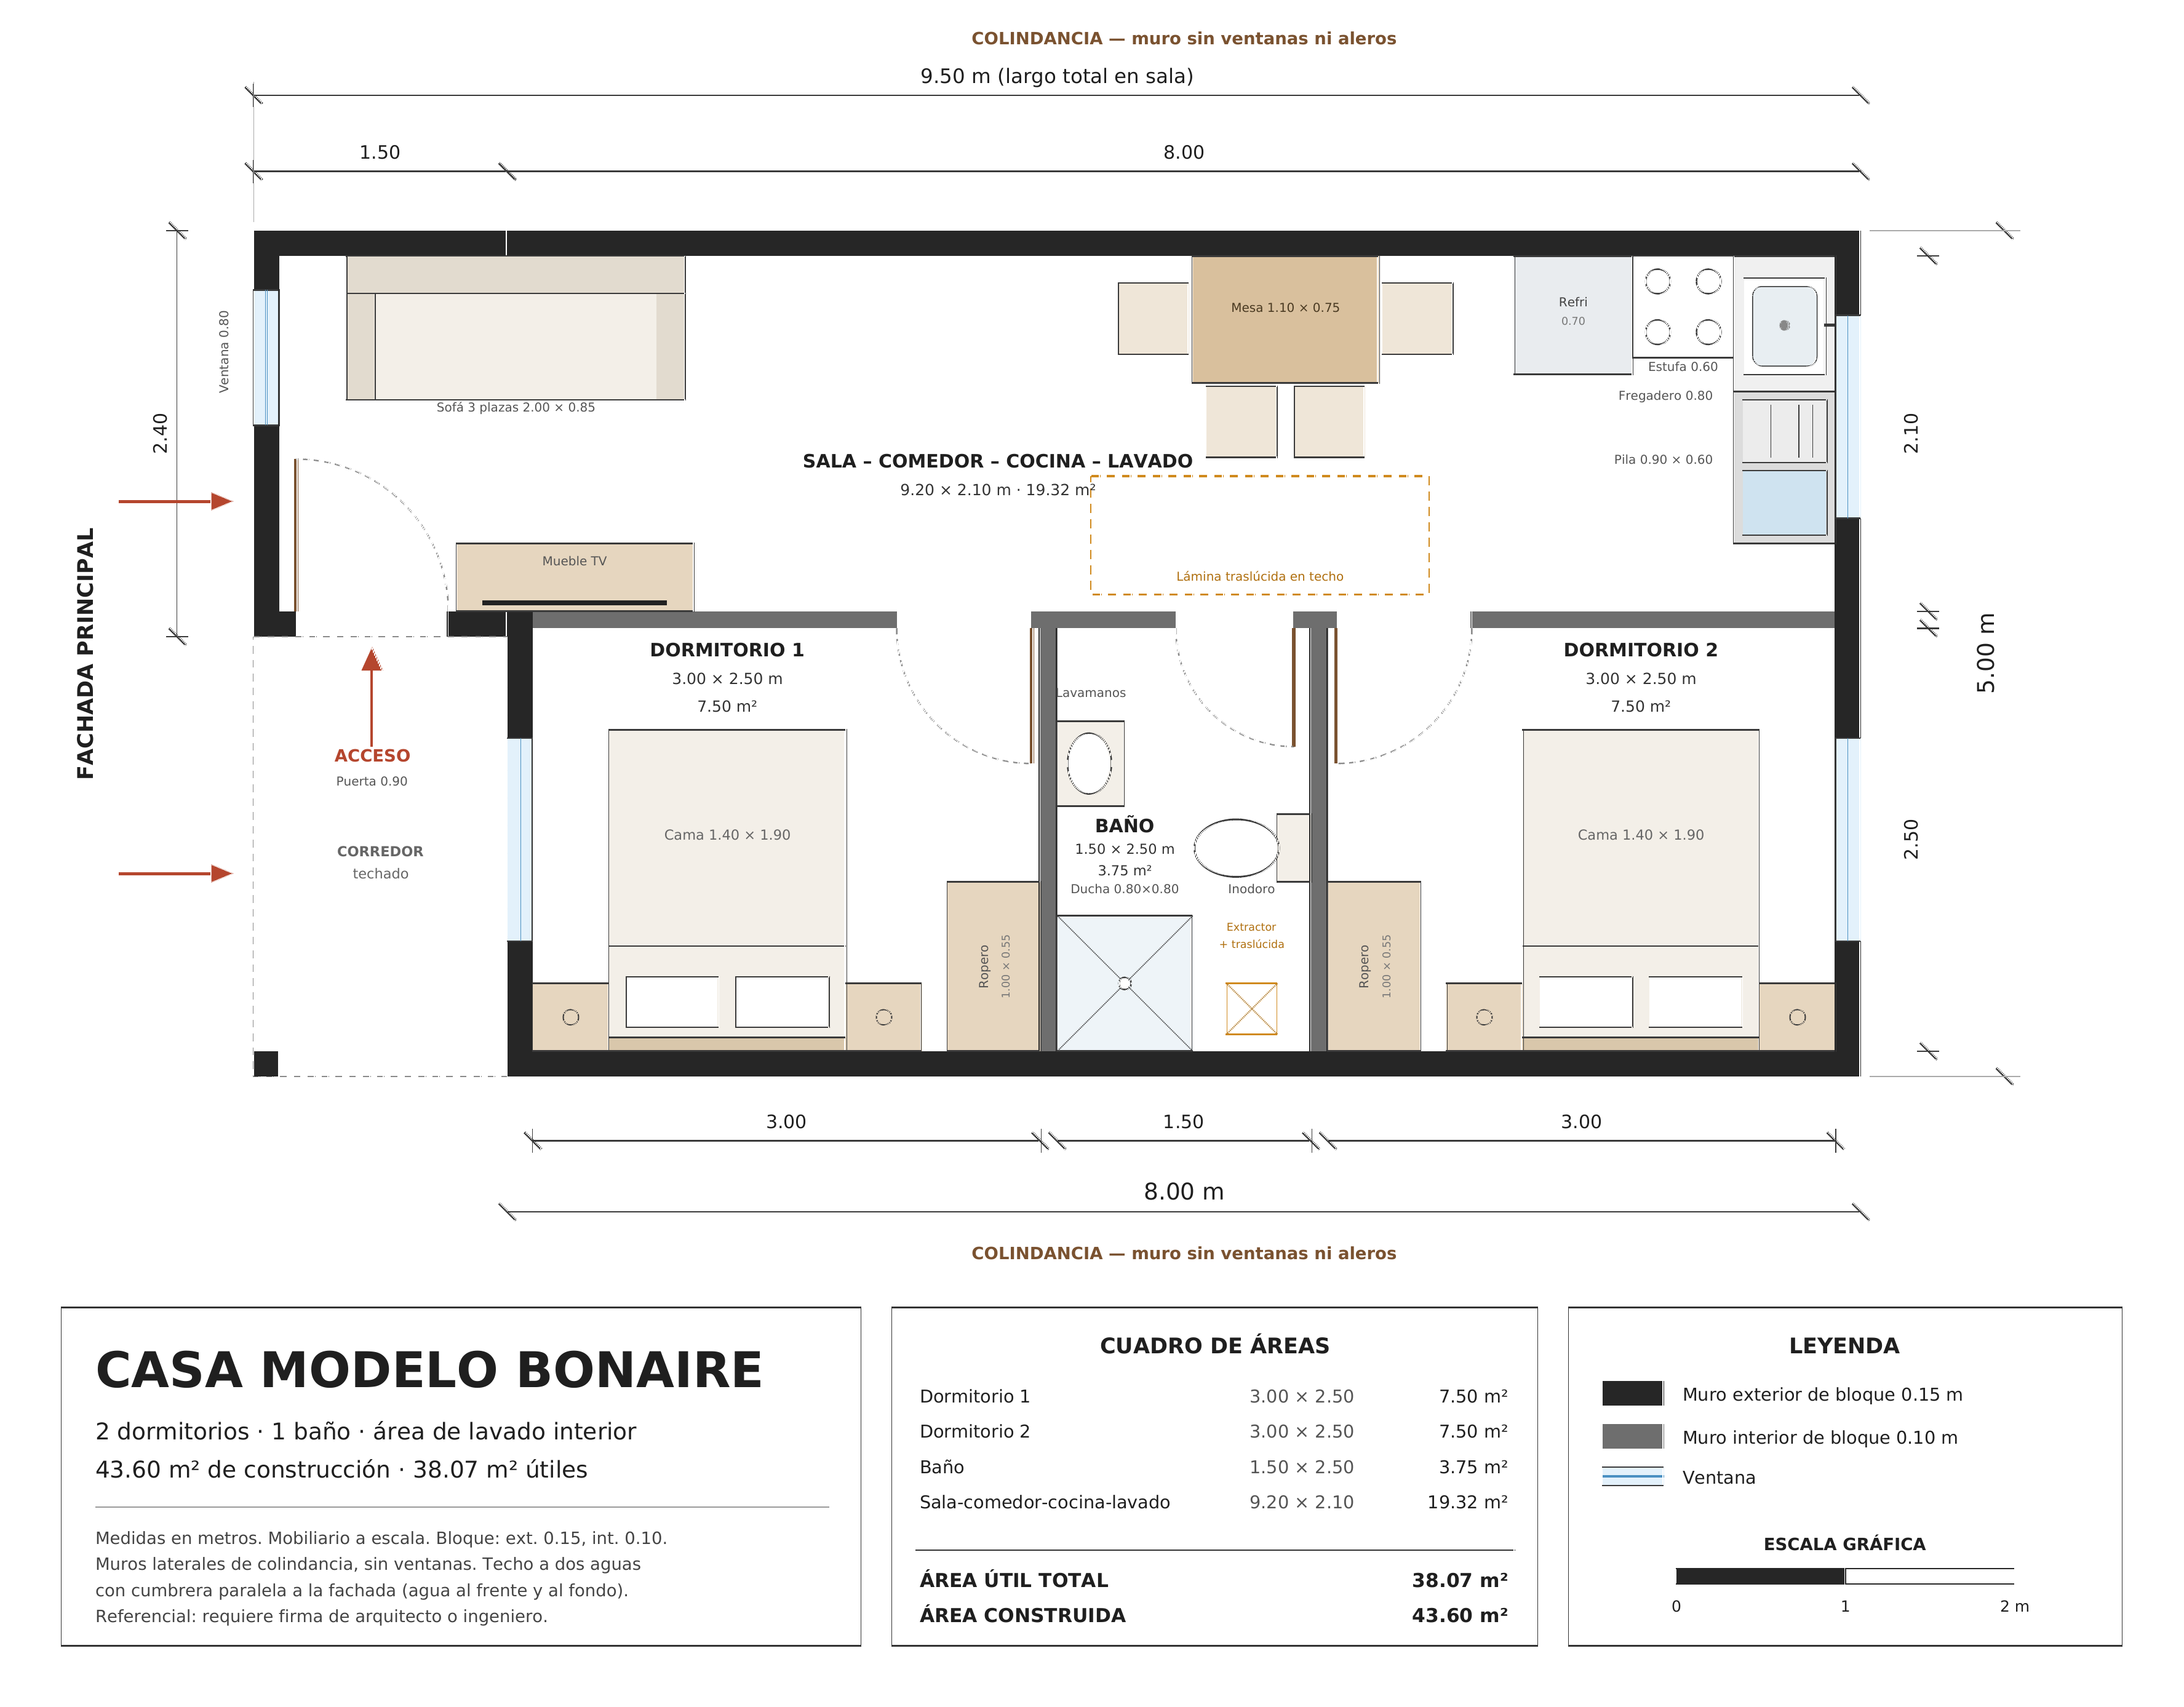 COLINDANCIA — muro sin ventanas ni aleros
9.50 m (largo total en sala)
1.50
8.00
Ventana 0.80
2.40
FACHADA PRINCIPAL
Sofá 3 plazas 2.00 × 0.85
Mesa 1.10 × 0.75
Refri
0.70
Estufa 0.60
Fregadero 0.80
Pila 0.90 × 0.60
2.10
SALA – COMEDOR – COCINA – LAVADO
9.20 × 2.10 m · 19.32 m²
Mueble TV
Lámina traslúcida en techo
5.00 m
DORMITORIO 1
3.00 × 2.50 m
7.50 m²
Lavamanos
DORMITORIO 2
3.00 × 2.50 m
7.50 m²
ACCESO
Puerta 0.90
CORREDOR
techado
Cama 1.40 × 1.90
BAÑO
1.50 × 2.50 m
3.75 m²
Ducha 0.80×0.80
Inodoro
Extractor
+ traslúcida
Cama 1.40 × 1.90
2.50
Ropero
1.00 × 0.55
Ropero
1.00 × 0.55
3.00
1.50
3.00
8.00 m
COLINDANCIA — muro sin ventanas ni aleros
CASA MODELO BONAIRE
2 dormitorios · 1 baño · área de lavado interior
43.60 m² de construcción · 38.07 m² útiles
Medidas en metros. Mobiliario a escala. Bloque: ext. 0.15, int. 0.10.
Muros laterales de colindancia, sin ventanas. Techo a dos aguas
con cumbrera paralela a la fachada (agua al frente y al fondo).
Referencial: requiere firma de arquitecto o ingeniero.
CUADRO DE ÁREAS
Dormitorio 1 3.00 × 2.50 7.50 m²
Dormitorio 2 3.00 × 2.50 7.50 m²
Baño 1.50 × 2.50 3.75 m²
Sala-comedor-cocina-lavado 9.20 × 2.10 19.32 m²
ÁREA ÚTIL TOTAL 38.07 m²
ÁREA CONSTRUIDA 43.60 m²
LEYENDA
Muro exterior de bloque 0.15 m
Muro interior de bloque 0.10 m
Ventana
ESCALA GRÁFICA
0 1 2 m